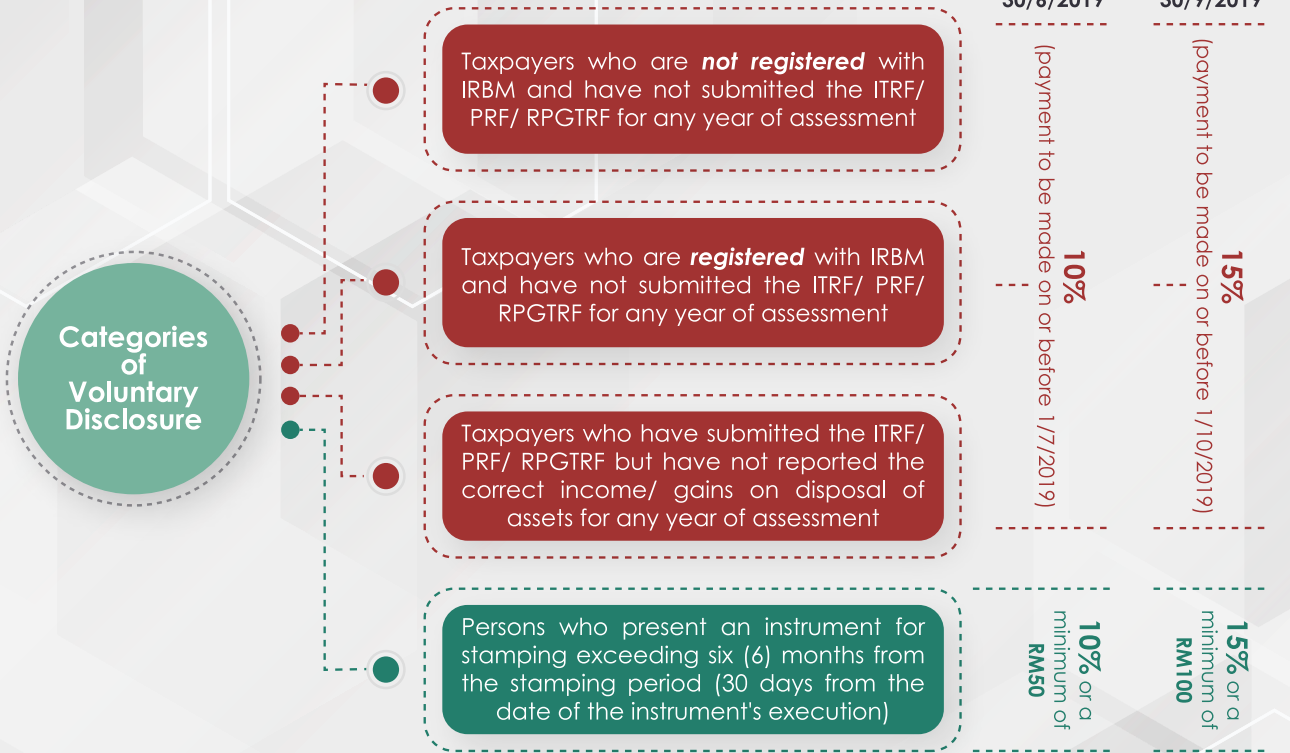 30/6/2019
30/9/2019
Categories
of
Voluntary
Disclosure
Taxpayers who are not registered with
IRBM and have not submitted the ITRF/
PRF/ RPGTRF for any year of assessment
Taxpayers who are registered with IRBM
and have not submitted the ITRF/ PRF/
RPGTRF for any year of assessment
Taxpayers who have submitted the ITRF/
PRF/ RPGTRF but have not reported the
correct income/ gains on disposal of
assets for any year of assessment
10%
(payment to be made on or before 1/7/2019)
15%
(payment to be made on or before 1/10/2019)
Persons who present an instrument for
stamping exceeding six (6) months from
the stamping period (30 days from the
date of the instrument's execution)
10% or a
minimum of
RM50
15% or a
minimum of
RM100